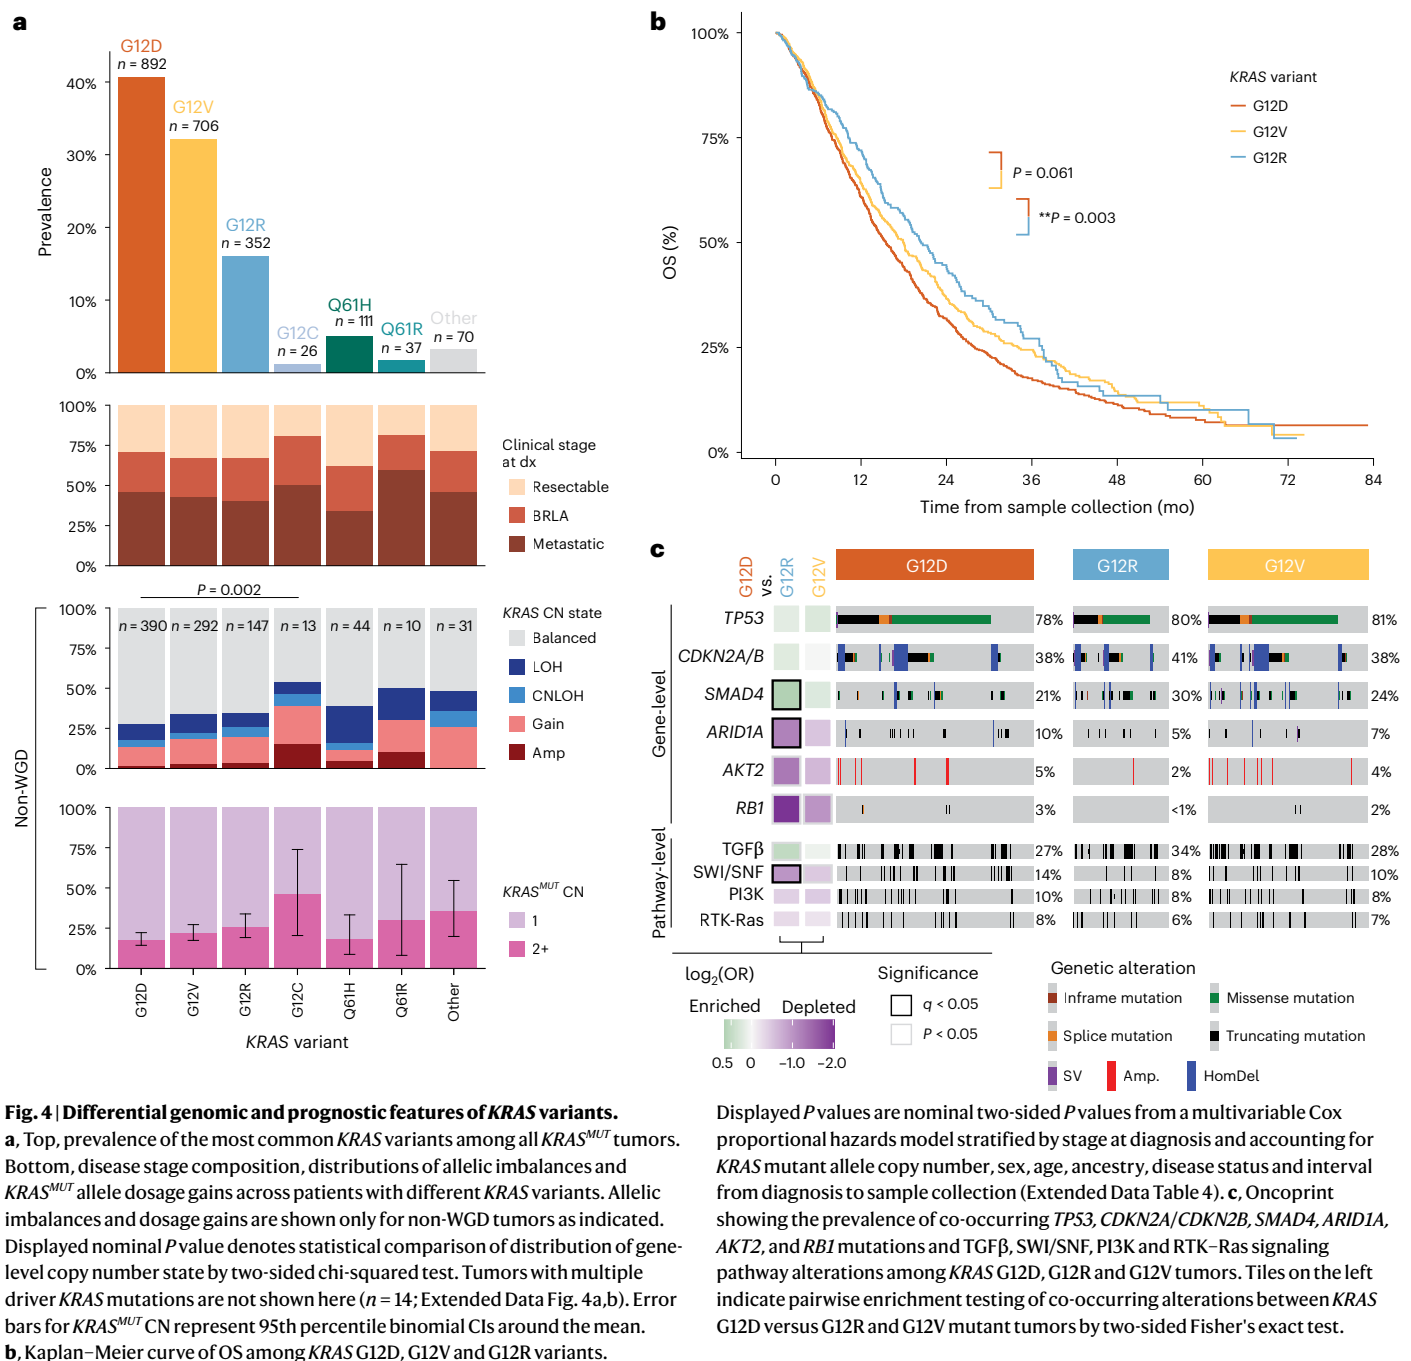 a
G12D
n = 892
G12V
n = 706
G12R
n = 352
G12C
n = 26
Q61H
n = 111
Q61R
n = 37
Other
n = 70
Prevalence
40%
30%
20%
10%
0%
100%
75%
50%
25%
0%
Clinical stage
at dx
Resectable
BRLA
Metastatic
P = 0.002
Non-WGD
100%
75%
50%
25%
0%
n = 390
n = 292
n = 147
n = 13
n = 44
n = 10
n = 31
KRAS CN state
Balanced
LOH
CNLOH
Gain
Amp
100%
75%
50%
25%
0%
KRAS^MUT CN
1
2+
G12D
G12V
G12R
G12C
Q61H
Q61R
Other
KRAS variant
b
100%
75%
50%
25%
0%
OS (%)
KRAS variant
G12D
G12V
G12R
P = 0.061
**P = 0.003
0 12 24 36 48 60 72 84
Time from sample collection (mo)
c
G12D
vs.
G12R
G12V
G12D
G12R
G12V
Gene-level
TP53 78% 80% 81%
CDKN2A/B 38% 41% 38%
SMAD4 21% 30% 24%
ARID1A 10% 5% 7%
AKT2 5% 2% 4%
RB1 3% <1% 2%
Pathway-level
TGFβ 27% 34% 28%
SWI/SNF 14% 8% 10%
PI3K 10% 8% 8%
RTK-Ras 8% 6% 7%
log2(OR)
Enriched Depleted
0.5 0 −1.0 −2.0
Significance
q < 0.05
P < 0.05
Genetic alteration
Inframe mutation
Missense mutation
Splice mutation
Truncating mutation
SV
Amp.
HomDel
Fig. 4 | Differential genomic and prognostic features of KRAS variants.
a, Top, prevalence of the most common KRAS variants among all KRAS^MUT tumors.
Bottom, disease stage composition, distributions of allelic imbalances and
KRAS^MUT allele dosage gains across patients with different KRAS variants. Allelic
imbalances and dosage gains are shown only for non-WGD tumors as indicated.
Displayed nominal P value denotes statistical comparison of distribution of gene-
level copy number state by two-sided chi-squared test. Tumors with multiple
driver KRAS mutations are not shown here (n = 14; Extended Data Fig. 4a,b). Error
bars for KRAS^MUT CN represent 95th percentile binomial CIs around the mean.
b, Kaplan–Meier curve of OS among KRAS G12D, G12V and G12R variants.
Displayed P values are nominal two-sided P values from a multivariable Cox
proportional hazards model stratified by stage at diagnosis and accounting for
KRAS mutant allele copy number, sex, age, ancestry, disease status and interval
from diagnosis to sample collection (Extended Data Table 4). c, Oncoprint
showing the prevalence of co-occurring TP53, CDKN2A/CDKN2B, SMAD4, ARID1A,
AKT2, and RB1 mutations and TGFβ, SWI/SNF, PI3K and RTK–Ras signaling
pathway alterations among KRAS G12D, G12R and G12V tumors. Tiles on the left
indicate pairwise enrichment testing of co-occurring alterations between KRAS
G12D versus G12R and G12V mutant tumors by two-sided Fisher's exact test.